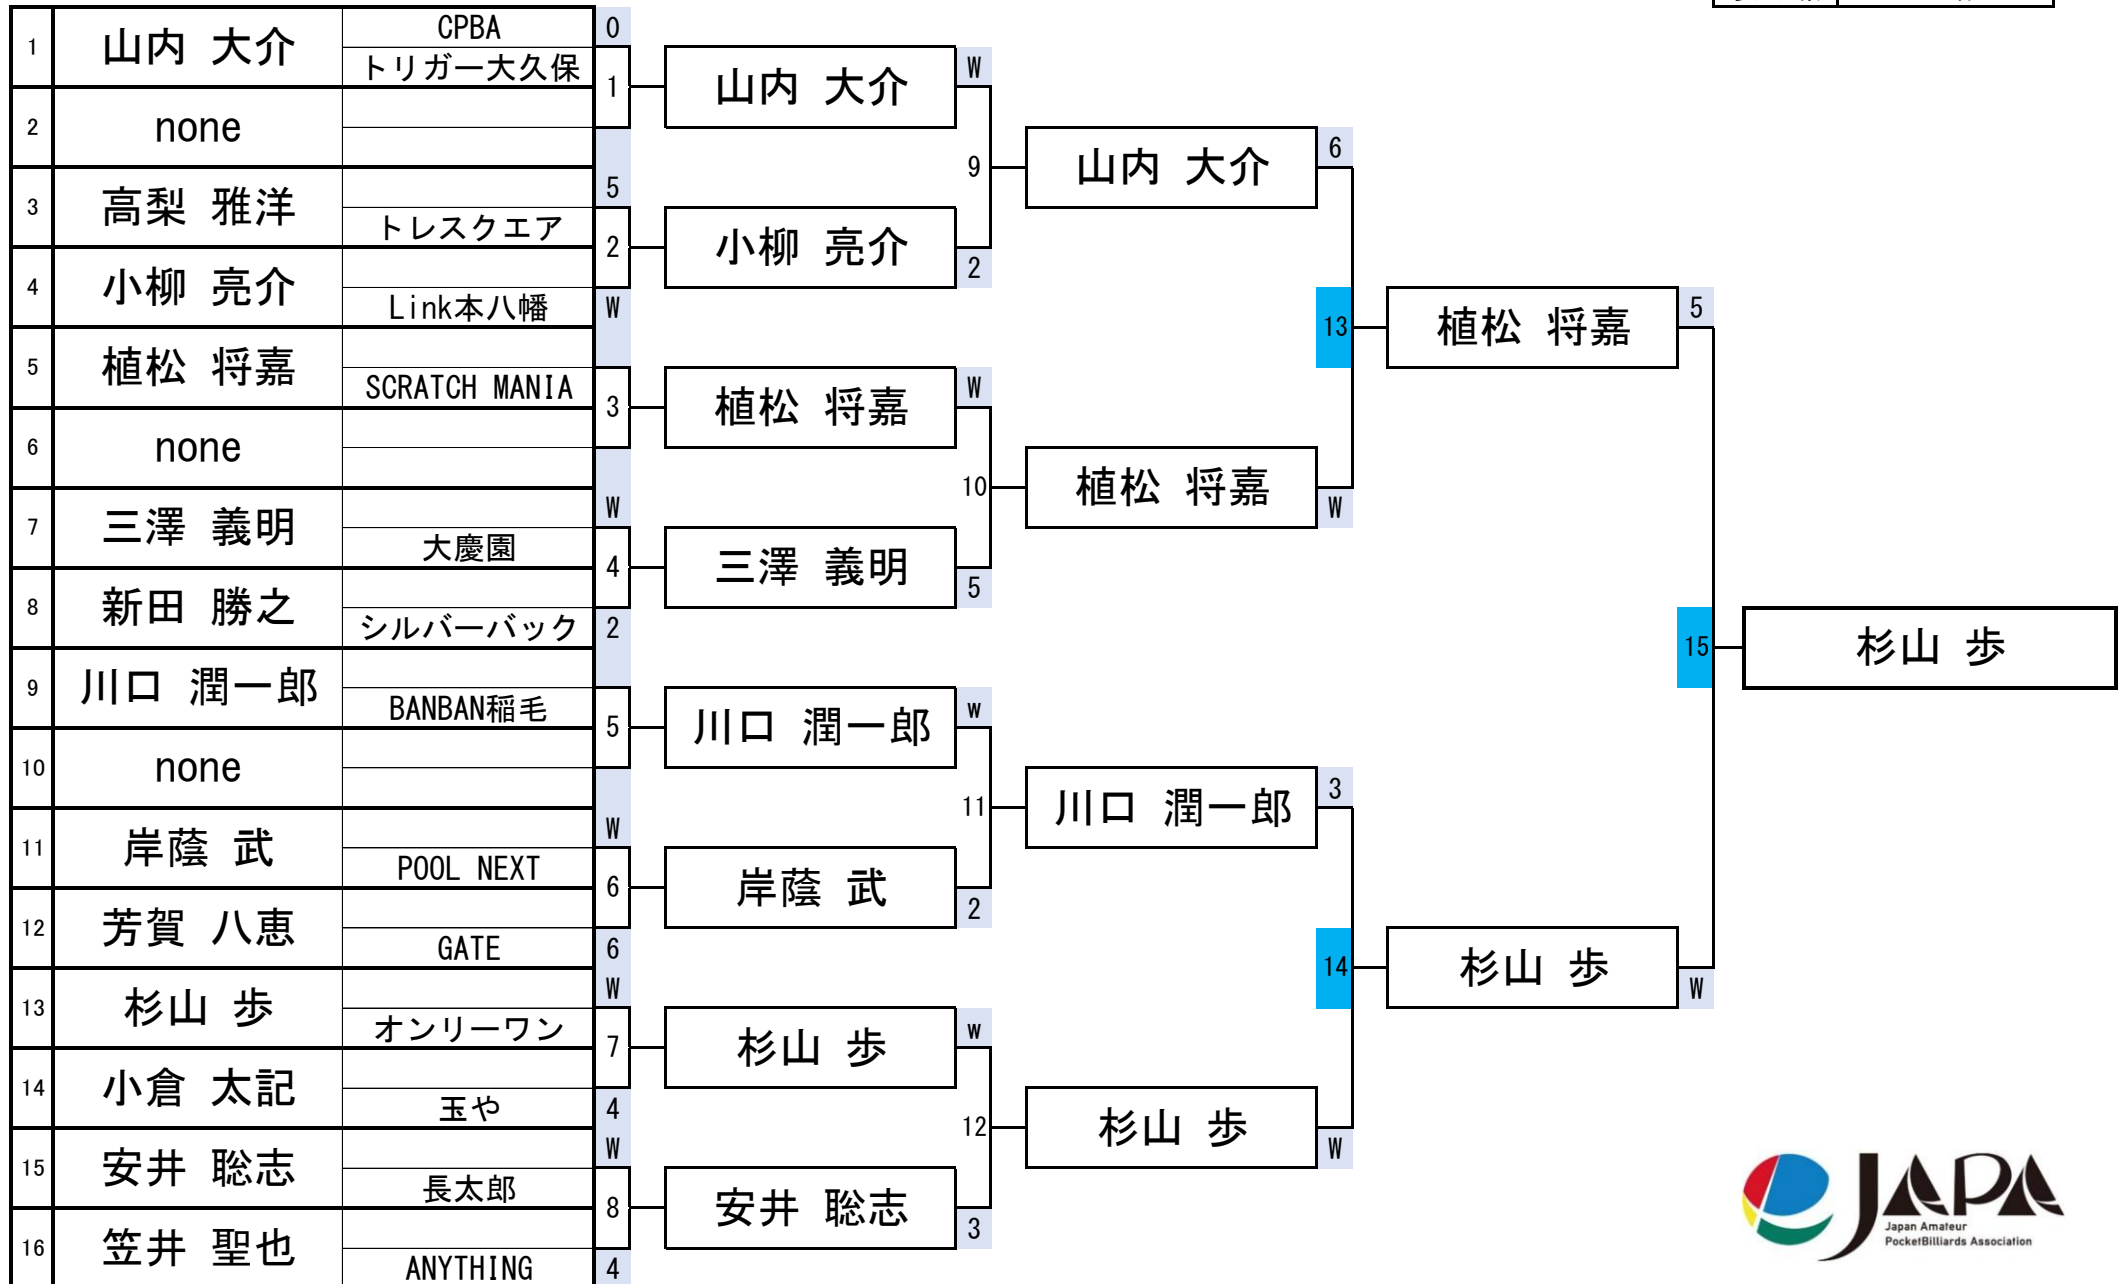 1 山内 大介 CPBA 0
トリガー大久保
1 山内 大介 W
2 none
9 山内 大介 6
3 高梨 雅洋 5
トレスクエア
2 小柳 亮介 2
4 小柳 亮介
Link本八幡 W
13 植松 将嘉 5
5 植松 将嘉
SCRATCH MANIA
3 植松 将嘉 W
6 none
10 植松 将嘉 W
7 三澤 義明 W
大慶園
4 三澤 義明 5
8 新田 勝之
シルバーバック 2
15 杉山 歩
9 川口 潤一郎
BANBAN稲毛
5 川口 潤一郎 w
10 none
11 川口 潤一郎 3
11 岸蔭 武 W
POOL NEXT
6 岸蔭 武 2
12 芳賀 八恵
GATE 6
14 杉山 歩 W
13 杉山 歩 W
オンリーワン
7 杉山 歩 w
14 小倉 太記
玉や 4
12 杉山 歩 W
15 安井 聡志 W
長太郎
8 安井 聡志 3
16 笠井 聖也
ANYTHING 4
JAPA
Japan Amateur
PocketBilliards Association